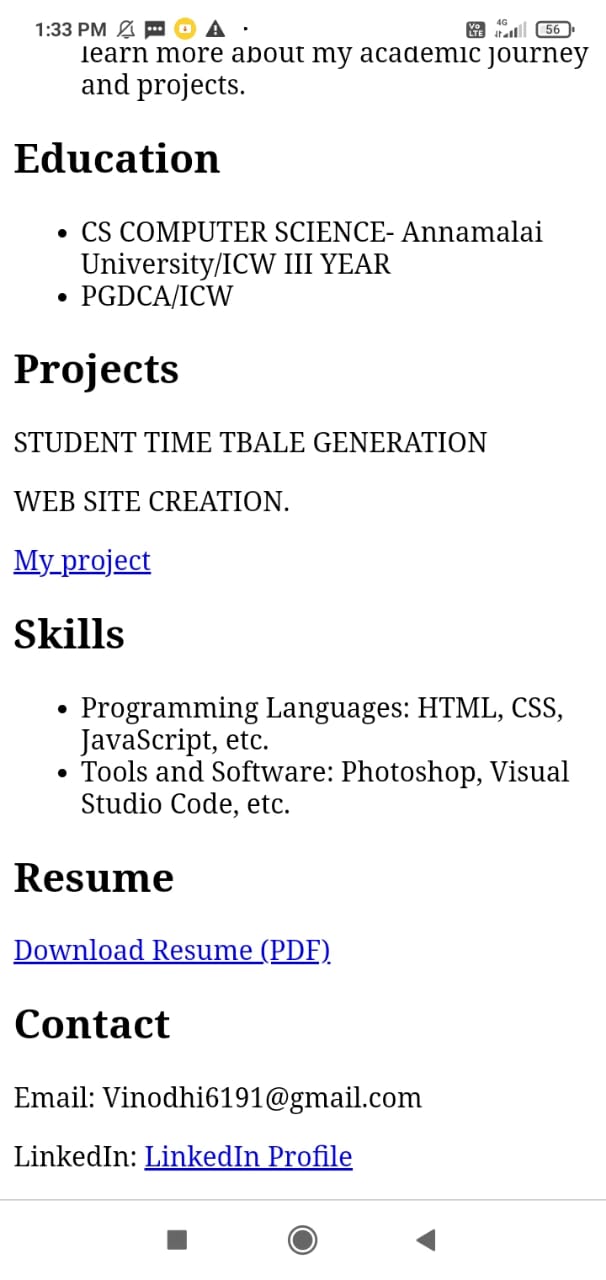 1:33 PM
Vo LTE 4G 56
learn more about my academic journey
and projects.
Education
• CS COMPUTER SCIENCE- Annamalai
University/ICW III YEAR
• PGDCA/ICW
Projects
STUDENT TIME TBALE GENERATION
WEB SITE CREATION.
My project
Skills
• Programming Languages: HTML, CSS,
JavaScript, etc.
• Tools and Software: Photoshop, Visual
Studio Code, etc.
Resume
Download Resume (PDF)
Contact
Email: Vinodhi6191@gmail.com
LinkedIn: LinkedIn Profile